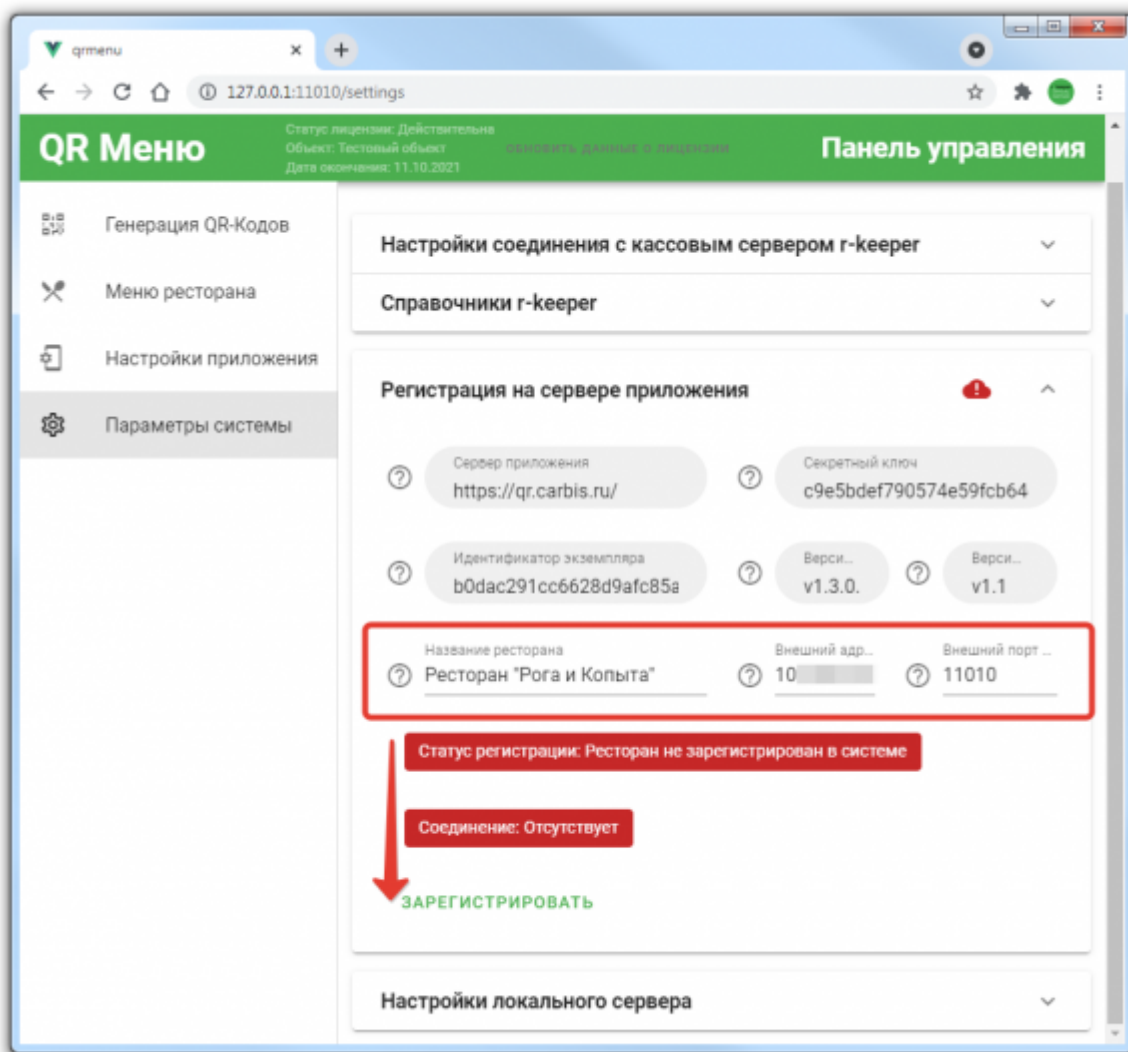 qrmenu
127.0.0.1:11010/settings
QR Меню
Статус лицензии: Действительна
Объект: Тестовый объект
Дата окончания: 11.10.2021
ОБНОВИТЬ ДАННЫЕ О ЛИЦЕНЗИИ
Панель управления
Генерация QR-Кодов
Меню ресторана
Настройки приложения
Параметры системы
Настройки соединения с кассовым сервером r-keeper
Справочники r-keeper
Регистрация на сервере приложения
Сервер приложения
https://qr.carbis.ru/
Секретный ключ
c9e5bdef790574e59fcb64
Идентификатор экземпляра
b0dac291cc6628d9afc85a
Верси...
v1.3.0.
Верси...
v1.1
Название ресторана
Ресторан "Рога и Копыта"
Внешний адр...
10
Внешний порт ...
11010
Статус регистрации: Ресторан не зарегистрирован в системе
Соединение: Отсутствует
ЗАРЕГИСТРИРОВАТЬ
Настройки локального сервера